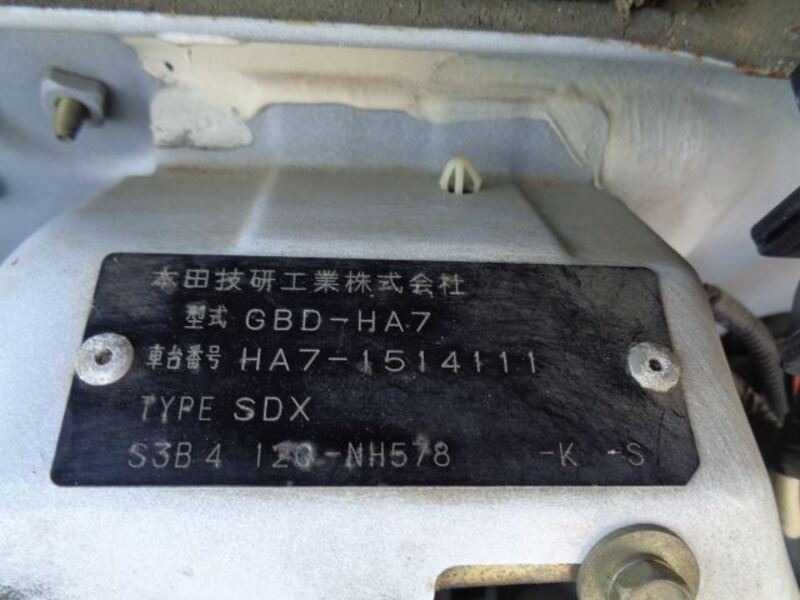 本田技研工業株式会社
型式 GBD-HA7
車台番号 HA7-1514111
TYPE SDX
S3B4 120-NH578 -K -S